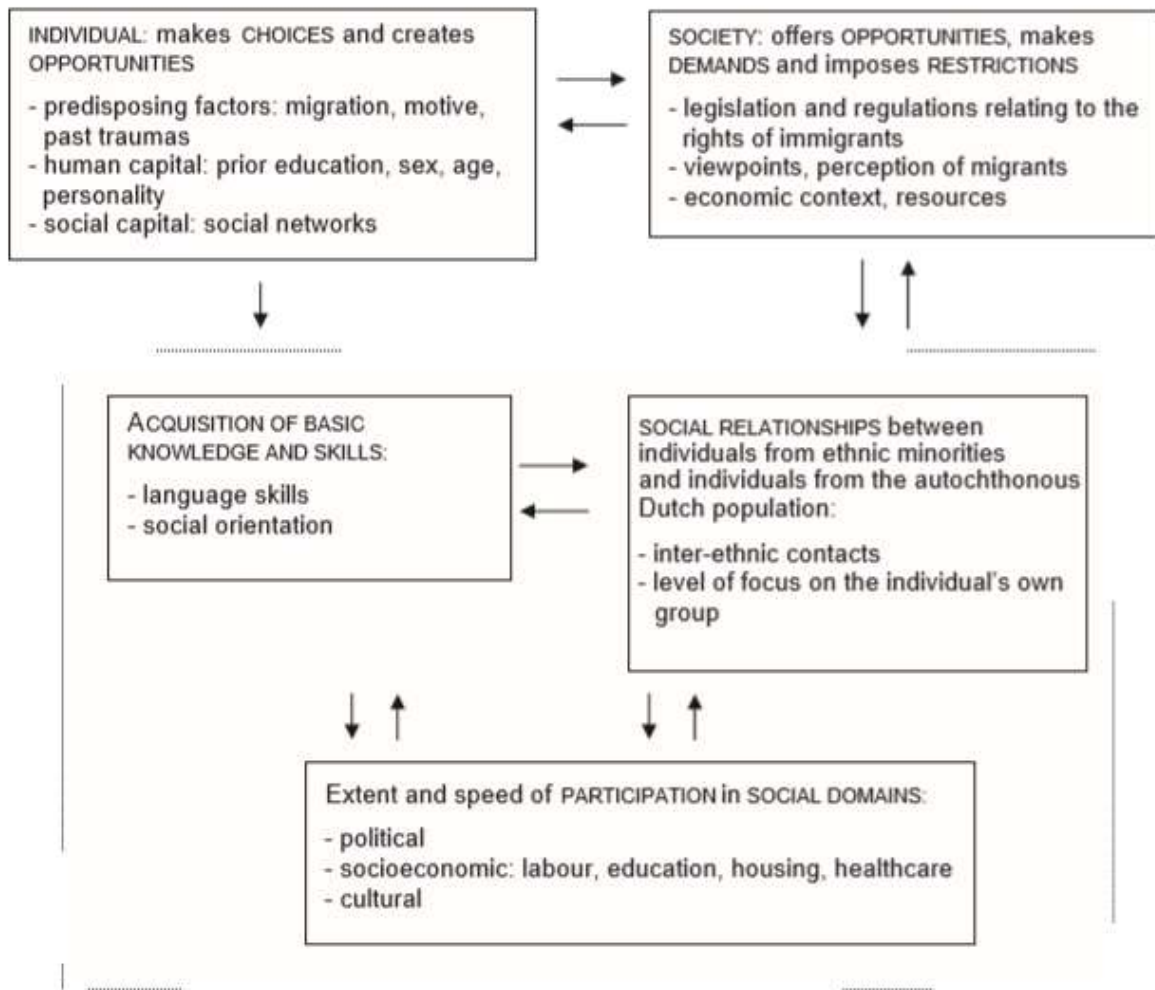 INDIVIDUAL: makes CHOICES and creates
OPPORTUNITIES
- predisposing factors: migration, motive,
past traumas
- human capital: prior education, sex, age,
personality
- social capital: social networks
SOCIETY: offers OPPORTUNITIES, makes
DEMANDS and imposes RESTRICTIONS
- legislation and regulations relating to the
rights of immigrants
- viewpoints, perception of migrants
- economic context, resources
ACQUISITION OF BASIC
KNOWLEDGE AND SKILLS:
- language skills
- social orientation
SOCIAL RELATIONSHIPS between
individuals from ethnic minorities
and individuals from the autochthonous
Dutch population:
- inter-ethnic contacts
- level of focus on the individual's own
group
Extent and speed of PARTICIPATION in SOCIAL DOMAINS:
- political
- socioeconomic: labour, education, housing, healthcare
- cultural